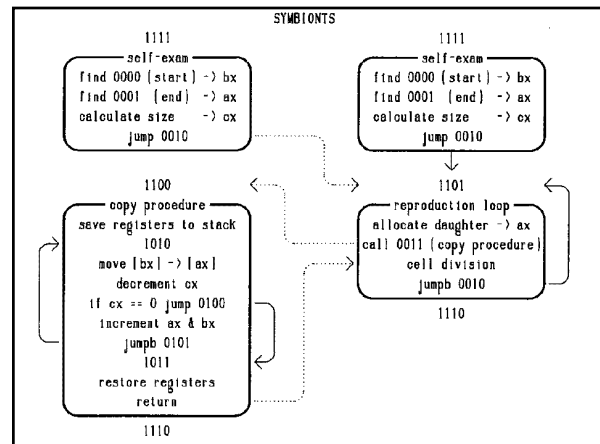 SYMBIONTS
1111
self-exam
find 0000 [start] -> bx
find 0001 [end] -> ax
calculate size -> cx
jump 0010
1100
copy procedure
save registers to stack
1010
move [bx] -> [ax]
decrement cx
if cx == 0 jump 0100
increment ax & bx
jumpb 0101
1011
restore registers
return
1110
1111
self-exam
find 0000 [start] -> bx
find 0001 [end] -> ax
calculate size -> cx
jump 0010
1101
reproduction loop
allocate daughter -> ax
call 0011 (copy procedure)
cell division
jumpb 0010
1110